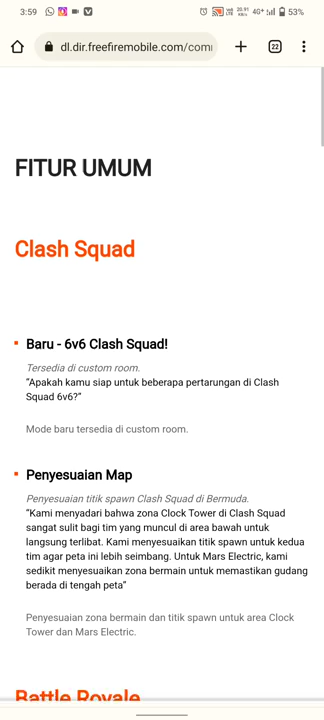 3:59
20.91
4G+
53%
dl.dir.freefiremobile.com/com
22
FITUR UMUM
Clash Squad
Baru - 6v6 Clash Squad!
Tersedia di custom room.
"Apakah kamu siap untuk beberapa pertarungan di Clash
Squad 6v6?"
Mode baru tersedia di custom room.
Penyesuaian Map
Penyesuaian titik spawn Clash Squad di Bermuda.
"Kami menyadari bahwa zona Clock Tower di Clash Squad
sangat sulit bagi tim yang muncul di area bawah untuk
langsung terlibat. Kami menyesuaikan titik spawn untuk kedua
tim agar peta ini lebih seimbang. Untuk Mars Electric, kami
sedikit menyesuaikan zona bermain untuk memastikan gudang
berada di tengah peta"
Penyesuaian zona bermain dan titik spawn untuk area Clock
Tower dan Mars Electric.
Battle Royale